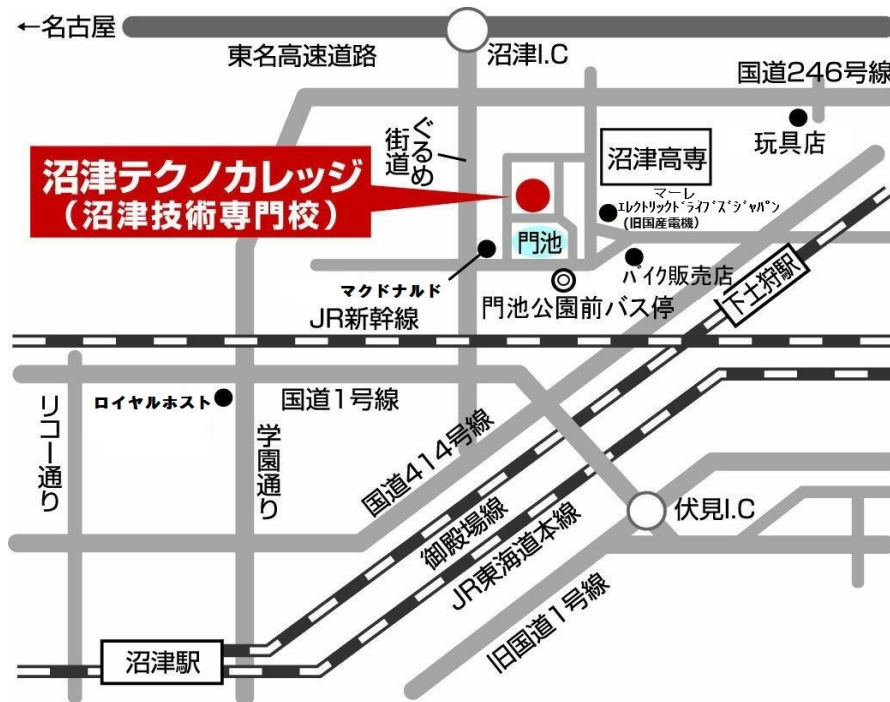 ←名古屋
東名高速道路
沼津I.C
国道246号線
ぐるめ
街道
沼津高専
玩具店
沼津テクノカレッジ
(沼津技術専門校)
マーレ
エレクトリックドライブズジャパン
(旧国産電機)
門池
マクドナルド
バイク販売店
門池公園前バス停
下土狩駅
JR新幹線
ロイヤルホスト
国道1号線
リコー通り
学園通り
国道414号線
御殿場線
JR東海道本線
伏見I.C
旧国道1号線
沼津駅